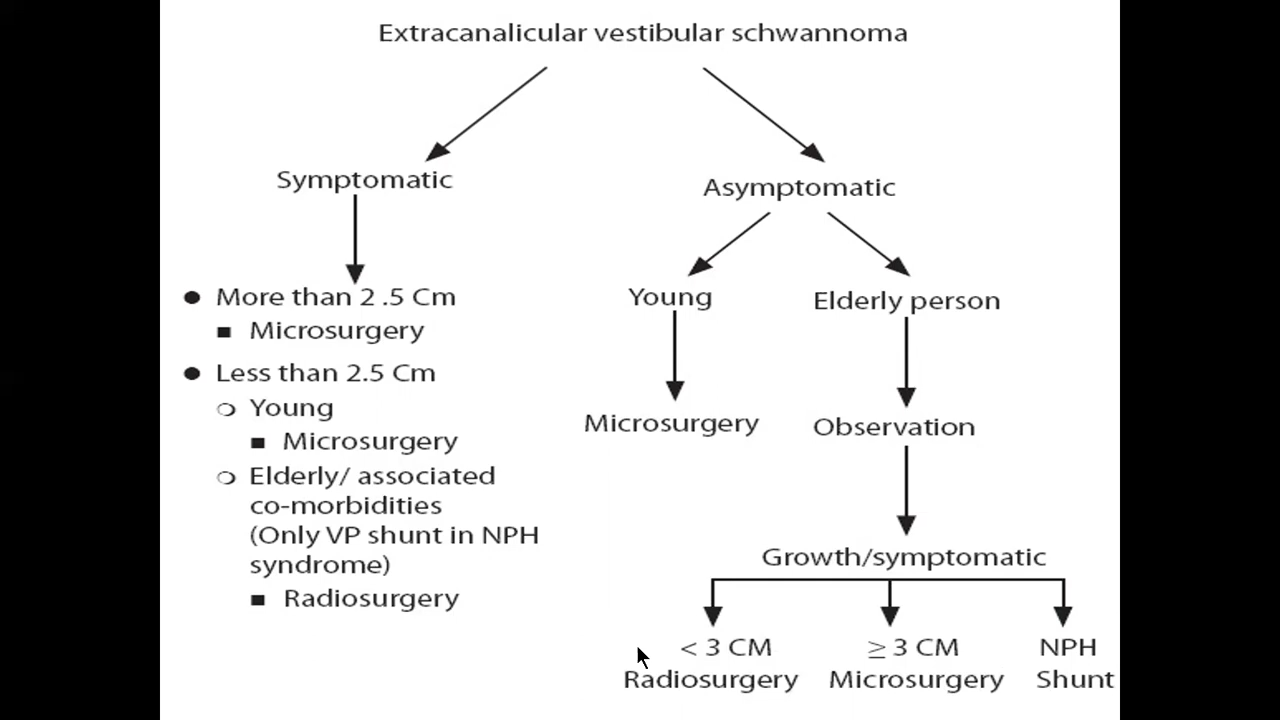 Extracanalicular vestibular schwannoma
Symptomatic
● More than 2 .5 Cm
■ Microsurgery
● Less than 2.5 Cm
❍ Young
■ Microsurgery
❍ Elderly/ associated
co-morbidities
(Only VP shunt in NPH
syndrome)
■ Radiosurgery
Asymptomatic
Young
Microsurgery
Elderly person
Observation
Growth/symptomatic
< 3 CM
Radiosurgery
≥ 3 CM
Microsurgery
NPH
Shunt